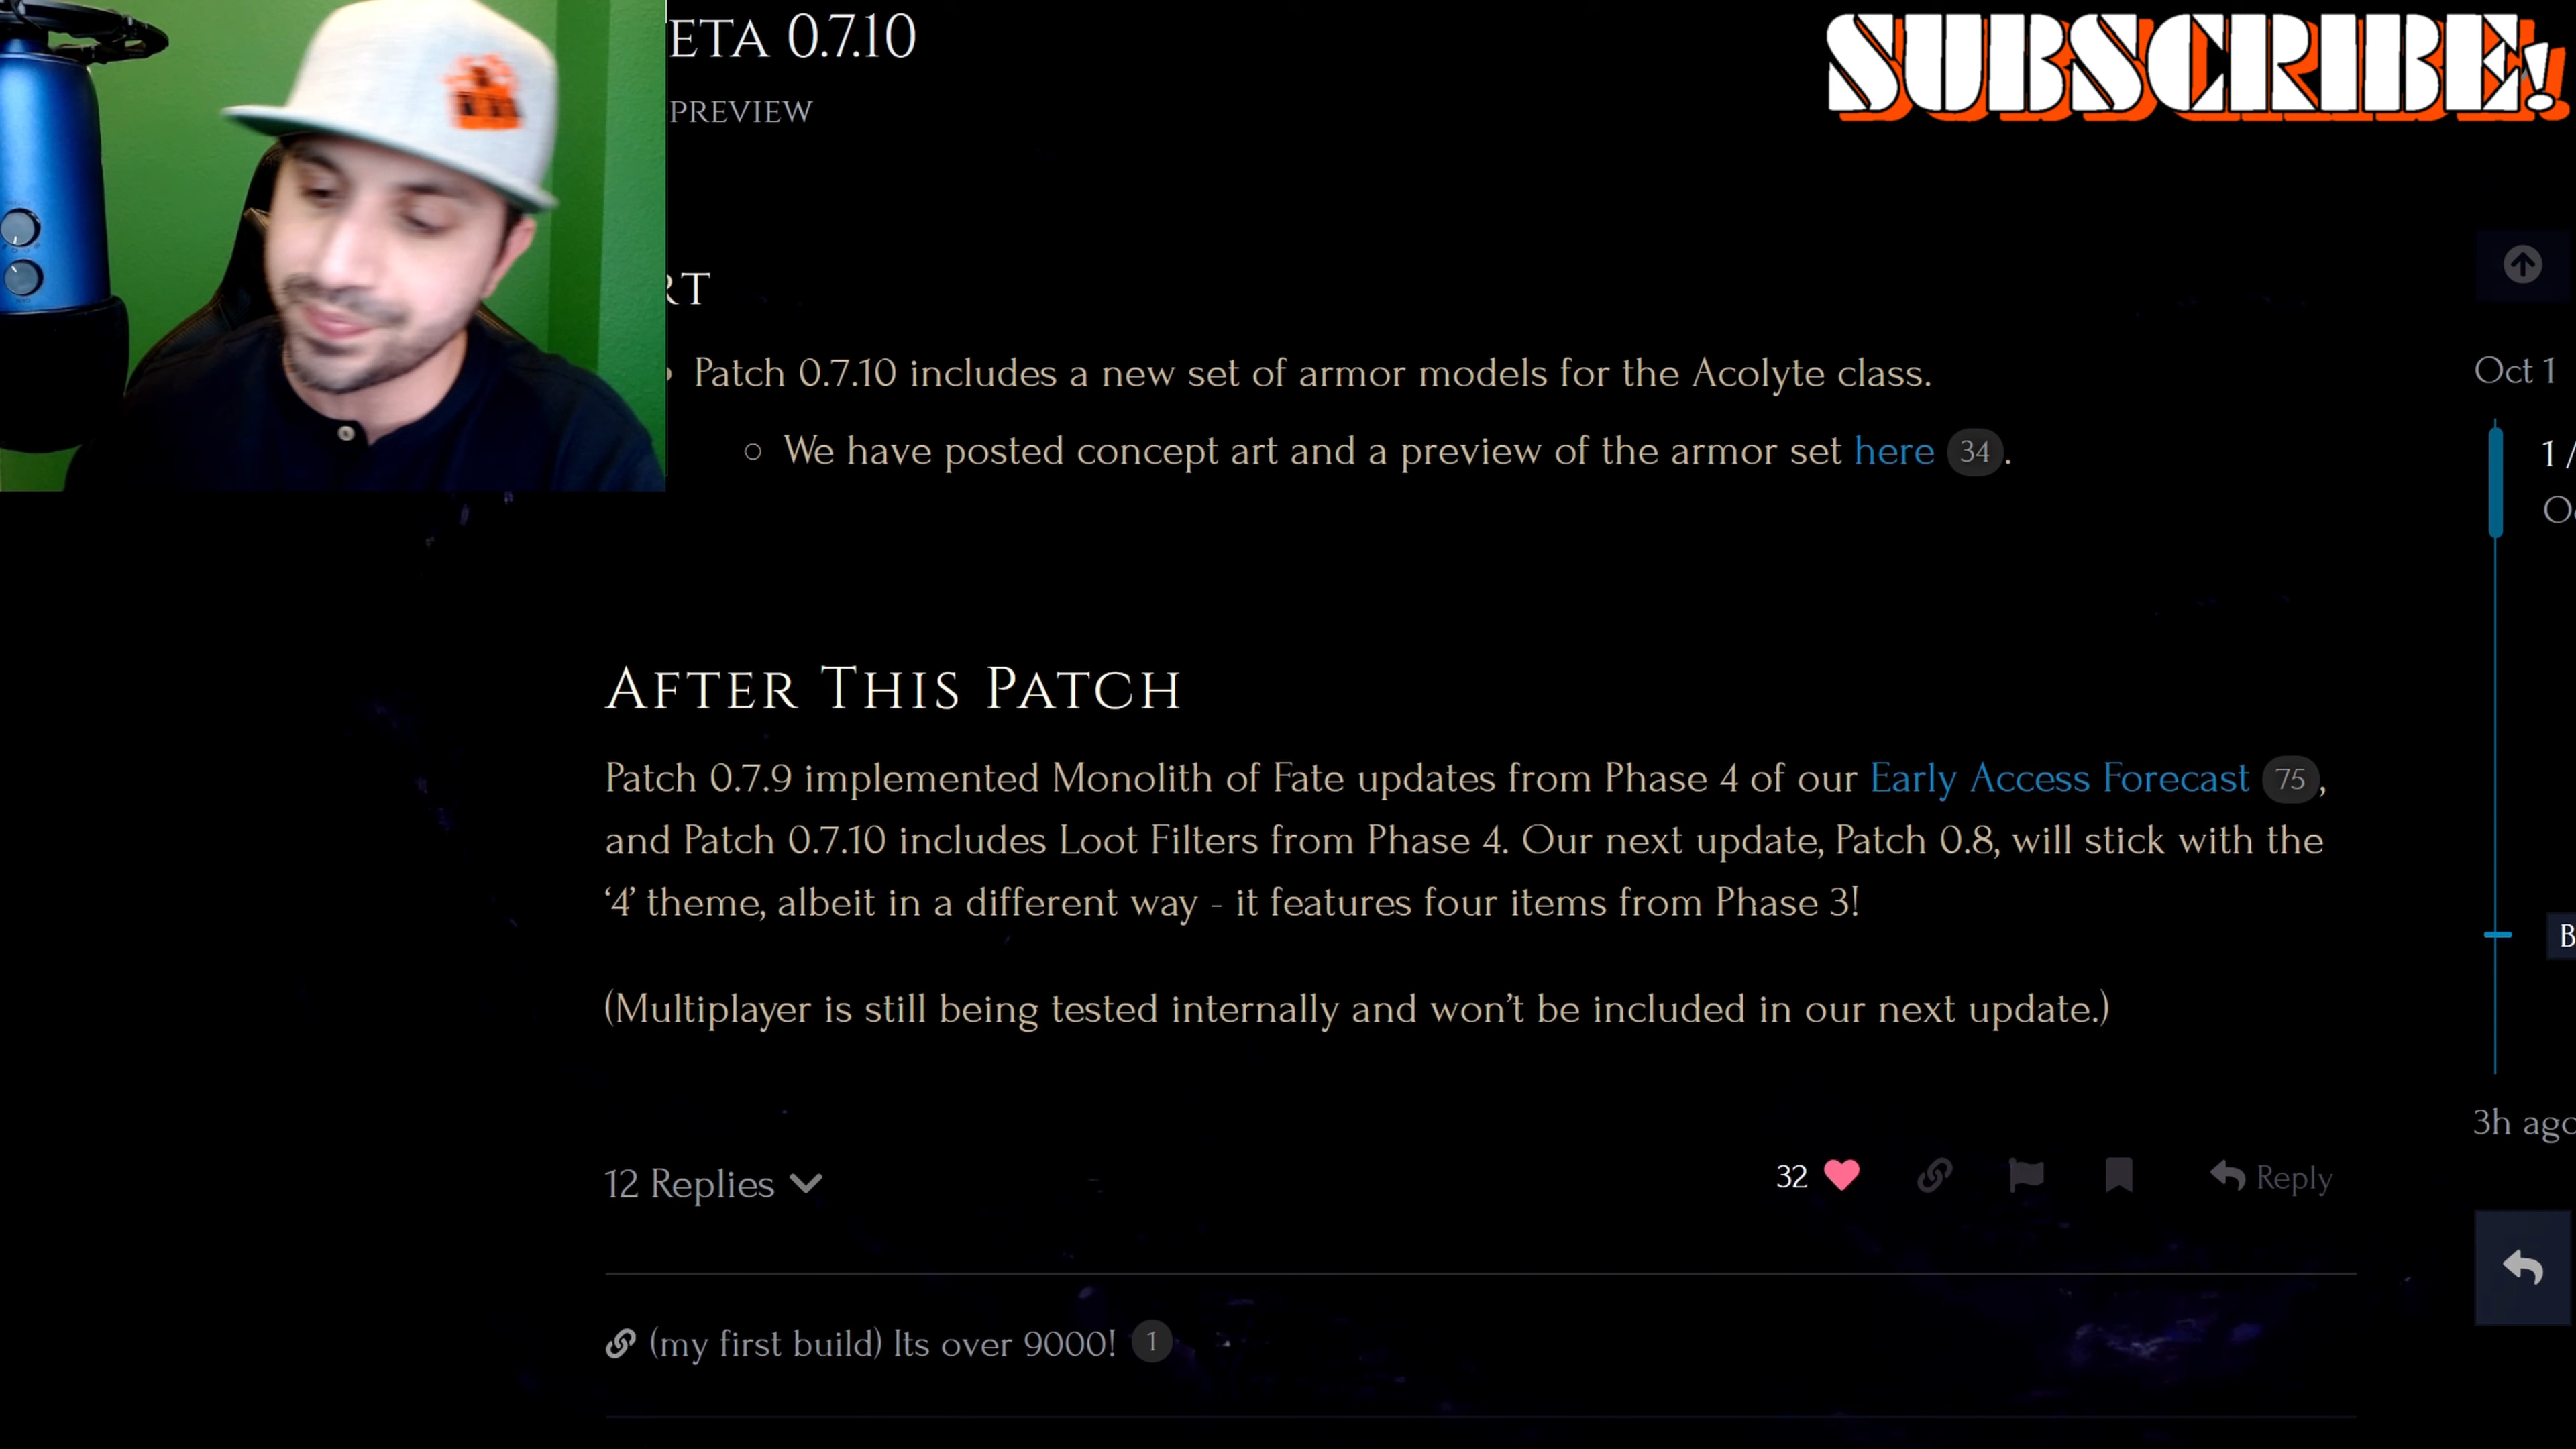 ETA 0.7.10
SUBSCRIBE!
PREVIEW
RT
Patch 0.7.10 includes a new set of armor models for the Acolyte class.
Oct 1
We have posted concept art and a preview of the armor set here 34.
1 /
AFTER THIS PATCH
Patch 0.7.9 implemented Monolith of Fate updates from Phase 4 of our Early Access Forecast 75,
and Patch 0.7.10 includes Loot Filters from Phase 4. Our next update, Patch 0.8, will stick with the
‘4’ theme, albeit in a different way - it features four items from Phase 3!
B
(Multiplayer is still being tested internally and won’t be included in our next update.)
3h ago
12 Replies
32
Reply
(my first build) Its over 9000! 1